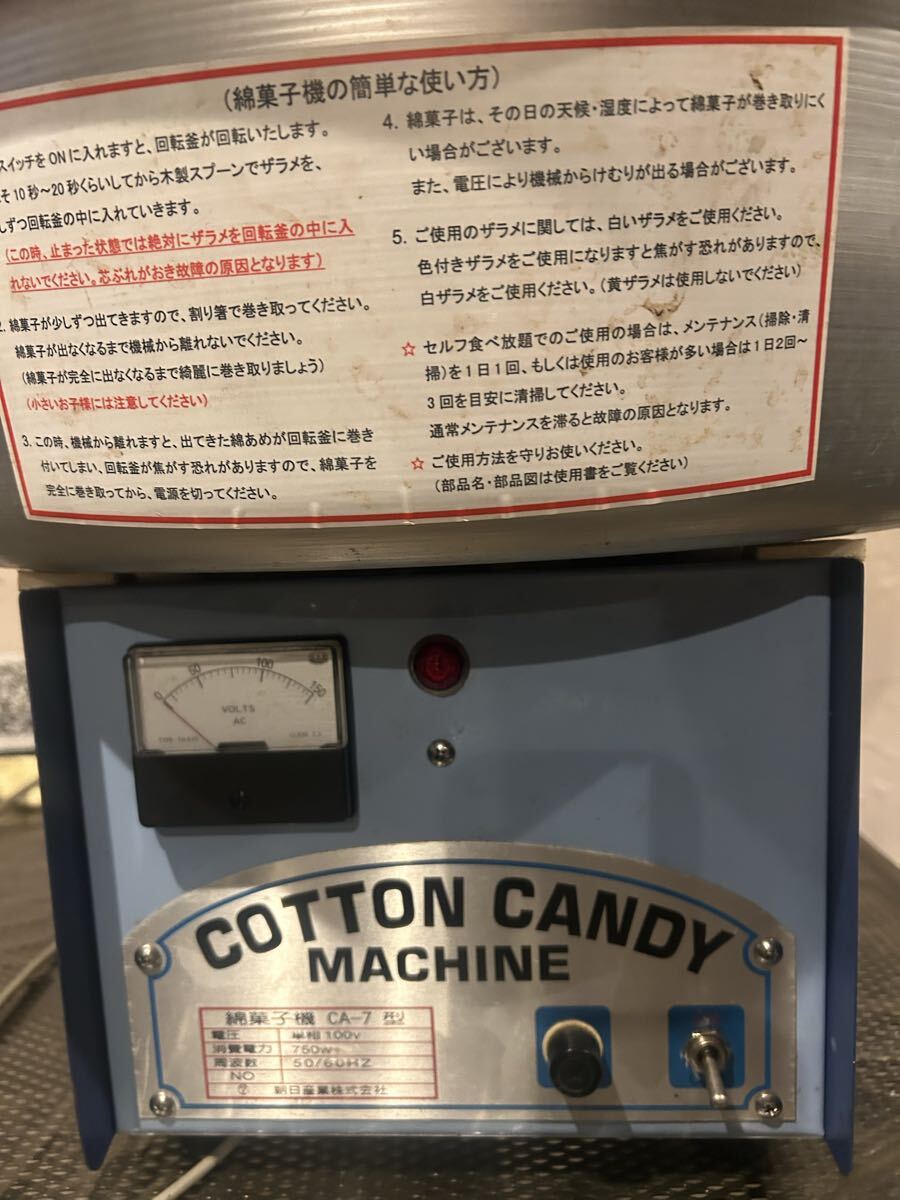 (綿菓子機の簡単な使い方)
スイッチをONに入れますと、回転釜が回転いたします。
そ10秒～20秒くらいしてから木製スプーンでザラメを、
しずつ回転釜の中に入れていきます。
(この時、止まった状態では絶対にザラメを回転釜の中に入
れないでください。芯ぶれがおき故障の原因となります)
2. 綿菓子が少しずつ出てきますので、割り箸で巻き取ってください。
綿菓子が出なくなるまで機械から離れないでください。
(綿菓子が完全に出なくなるまで綺麗に巻き取りましょう)
(小さいお子様には注意してください)
3. この時、機械から離れますと、出てきた綿あめが回転釜に巻き
付いてしまい、回転釜が焦がす恐れがありますので、綿菓子を
完全に巻き取ってから、電源を切ってください。
4. 綿菓子は、その日の天候・湿度によって綿菓子が巻き取りにく
い場合がございます。
また、電圧により機械からけむりが出る場合がございます。
5. ご使用のザラメに関しては、白いザラメをご使用ください。
色付きザラメをご使用になりますと焦がす恐れがありますので、
白ザラメをご使用ください。(黄ザラメは使用しないでください)
☆ セルフ食べ放題でのご使用の場合は、メンテナンス(掃除・清
掃)を1日1回、もしくは使用のお客様が多い場合は1日2回～
3回を目安に清掃してください。
通常メンテナンスを滞ると故障の原因となります。
☆ ご使用方法を守りお使いください。
(部品名・部品図は使用書をご覧ください)
0 50 100 150
VOLTS
AC
COTTON CANDY
MACHINE
綿菓子機 CA-7 型
電圧 単相100v
消費電力 750w
周波数 50/60HZ
NO
朝日産業株式会社